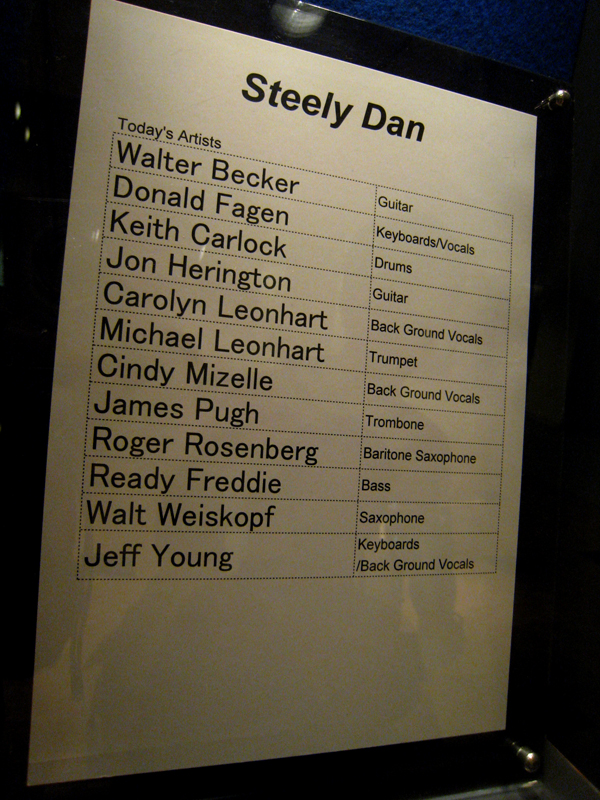 Steely Dan
Today's Artists
Walter Becker Guitar
Donald Fagen Keyboards/Vocals
Keith Carlock Drums
Jon Herington Guitar
Carolyn Leonhart Back Ground Vocals
Michael Leonhart Trumpet
Cindy Mizelle Back Ground Vocals
James Pugh Trombone
Roger Rosenberg Baritone Saxophone
Ready Freddie Bass
Walt Weiskopf Saxophone
Jeff Young Keyboards
/Back Ground Vocals